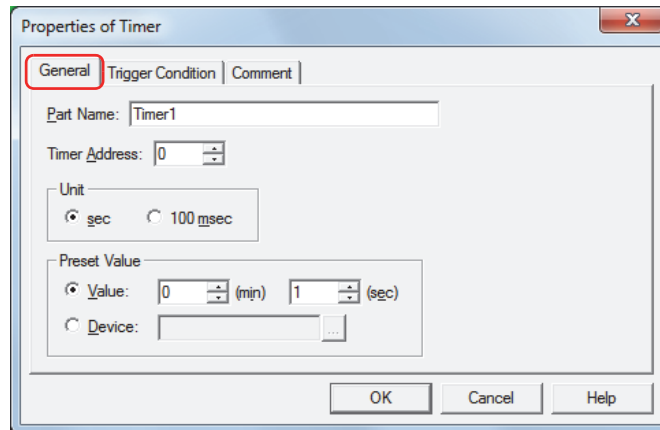 Properties of Timer
General Trigger Condition Comment
Part Name: Timer1
Timer Address: 0
Unit
sec 100 msec
Preset Value
Value: 0 (min) 1 (sec)
Device: ...
OK Cancel Help